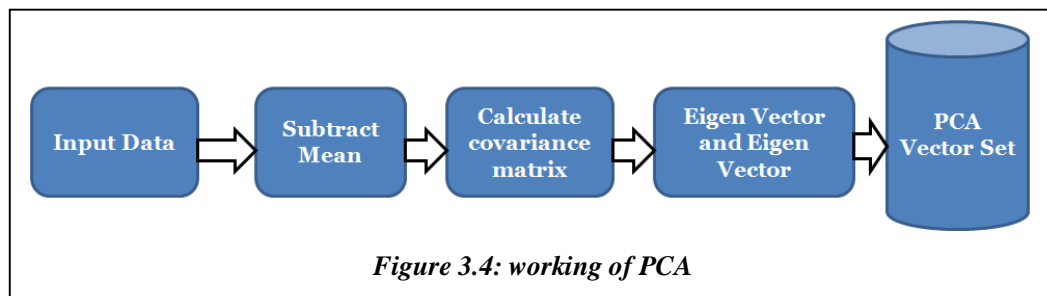 Input Data
Subtract
Mean
Calculate
covariance
matrix
Eigen Vector
and Eigen
Vector
PCA
Vector Set
Figure 3.4: working of PCA